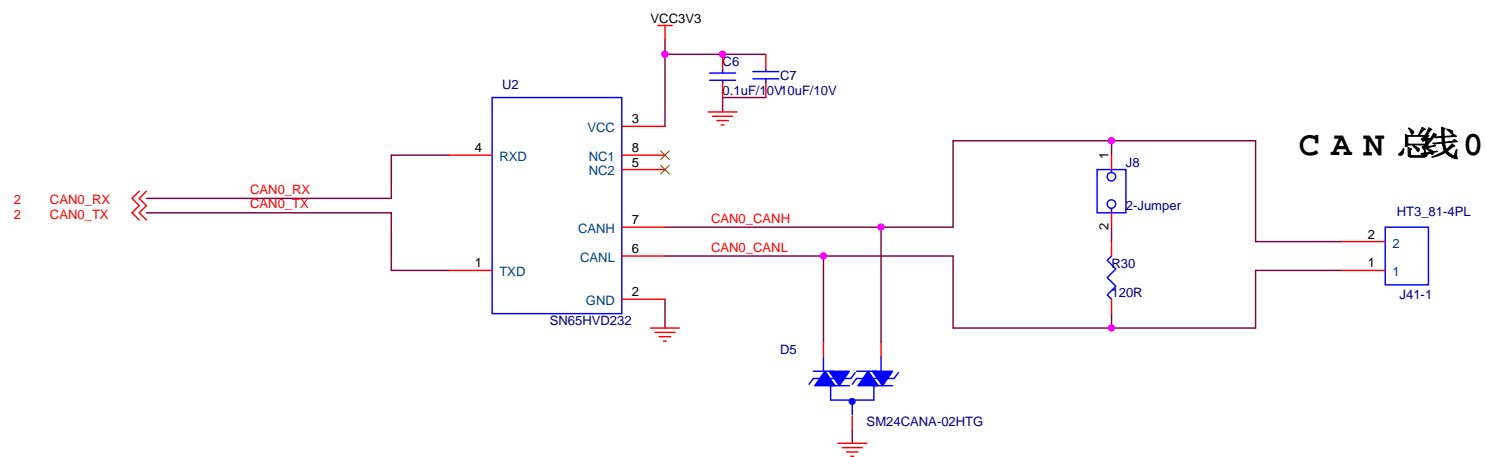 VCC3V3
C6
C7
0.1uF/10V 10uF/10V
U2
VCC 3
4 RXD
NC1 8
NC2 5
CAN 总线0
1
J8
2-Jumper
2
2 CAN0_RX
2 CAN0_TX
CAN0_RX
CAN0_TX
CANH 7
CAN0_CANH
CANL 6
CAN0_CANL
HT3_81-4PL
2 2
1 1
J41-1
1 TXD
R30
120R
GND 2
SN65HVD232
D5
SM24CANA-02HTG